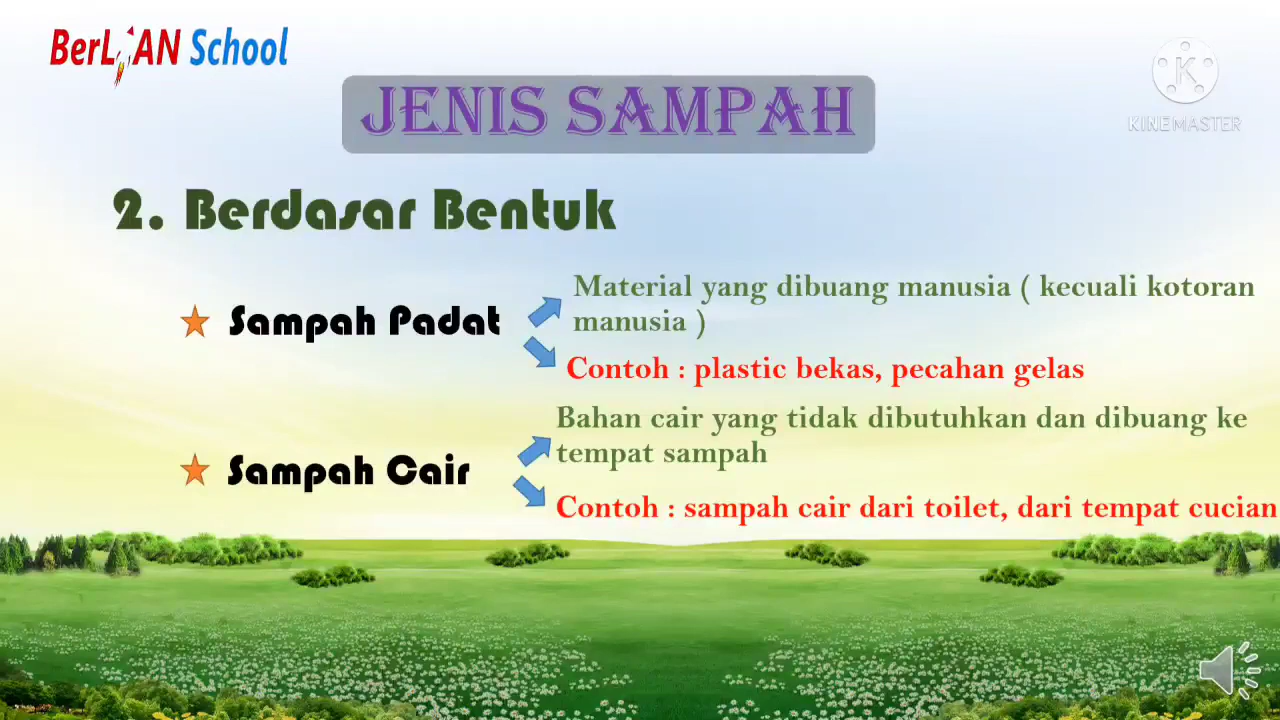 BerLIAN School
JENIS SAMPAH
K
KINEMASTER
2. Berdasar Bentuk
Material yang dibuang manusia ( kecuali kotoran
manusia )
Sampah Padat
Contoh : plastic bekas, pecahan gelas
Bahan cair yang tidak dibutuhkan dan dibuang ke
tempat sampah
Sampah Cair
Contoh : sampah cair dari toilet, dari tempat cucian